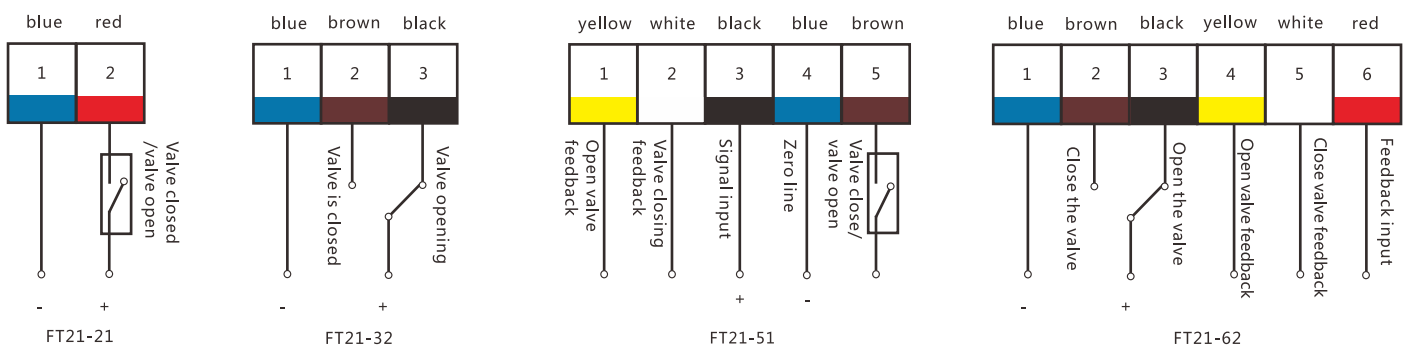 blue red
1 2
Valve closed
/valve open
- +
FT21-21
blue brown black
1 2 3
Valve is closed
Valve opening
- +
FT21-32
yellow white black blue brown
1 2 3 4 5
Open valve
feedback
Valve closing
feedback
Signal input
Zero line
Valve close/
valve open
+ -
FT21-51
blue brown black yellow white red
1 2 3 4 5 6
Close the valve
Open the valve
Open valve feedback
Close valve feedback
Feedback input
- +
FT21-62